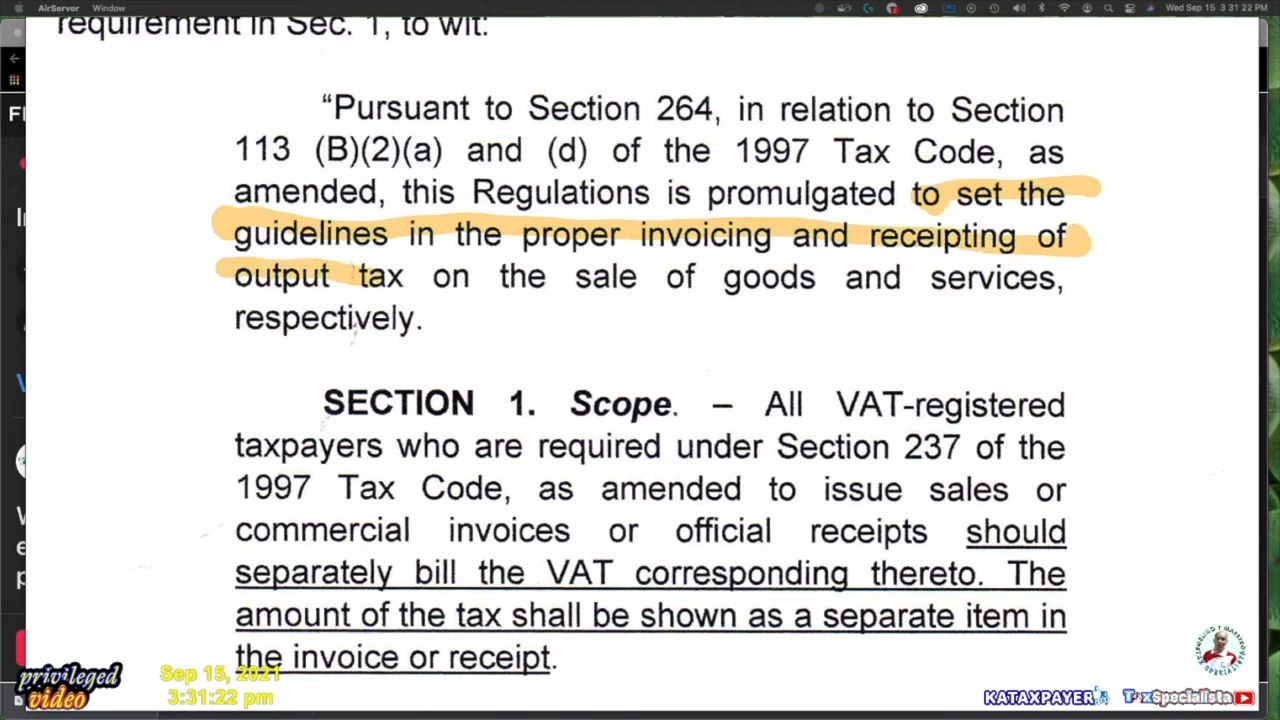 AirServer Window
Wed Sep 15 3 31 22 PM
requirement in Sec. 1, to wit:
“Pursuant to Section 264, in relation to Section
113 (B)(2)(a) and (d) of the 1997 Tax Code, as
amended, this Regulations is promulgated to set the
guidelines in the proper invoicing and receipting of
output tax on the sale of goods and services,
respectively.
SECTION 1. Scope. – All VAT-registered
taxpayers who are required under Section 237 of the
1997 Tax Code, as amended to issue sales or
commercial invoices or official receipts should
separately bill the VAT corresponding thereto. The
amount of the tax shall be shown as a separate item in
the invoice or receipt.
privileged
video
Sep 15, 2021
3:31:22 pm
KATAXPAYER
TaxSpecialista